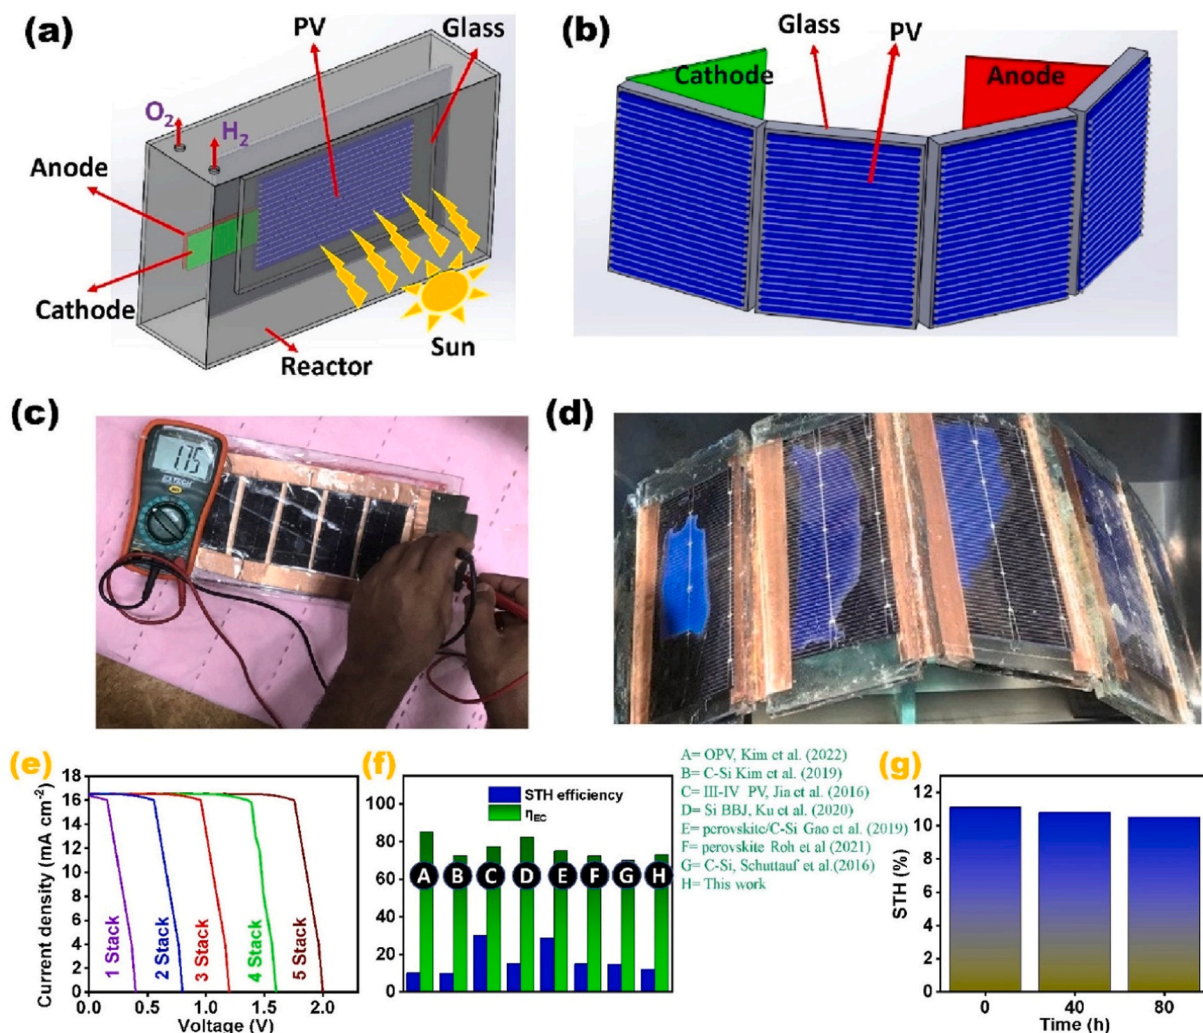 (a)
PV
Glass
O2
H2
Anode
Cathode
Reactor
Sun
(b)
Glass
PV
Cathode
Anode
(c)
1.75
EXTECH
(d)
(e)
Current density (mA cm-2)
18
16
14
12
10
8
6
4
2
0
1 Stack
2 Stack
3 Stack
4 Stack
5 Stack
0.0 0.5 1.0 1.5 2.0
Voltage (V)
(f)
STH efficiency
ηEC
100
80
60
40
20
0
A B C D E F G H
A= OPV, Kim et al. (2022)
B= C-Si Kim et al. (2019)
C= III-IV PV, Jia et al. (2016)
D= Si BBJ, Ku et al. (2020)
E= perovskite/C-Si Gao et al. (2019)
F= perovskite Roh et al (2021)
G= C-Si, Schuttauf et al.(2016)
H= This work
(g)
STH (%)
12
10
8
6
4
2
0
0 40 80
Time (h)